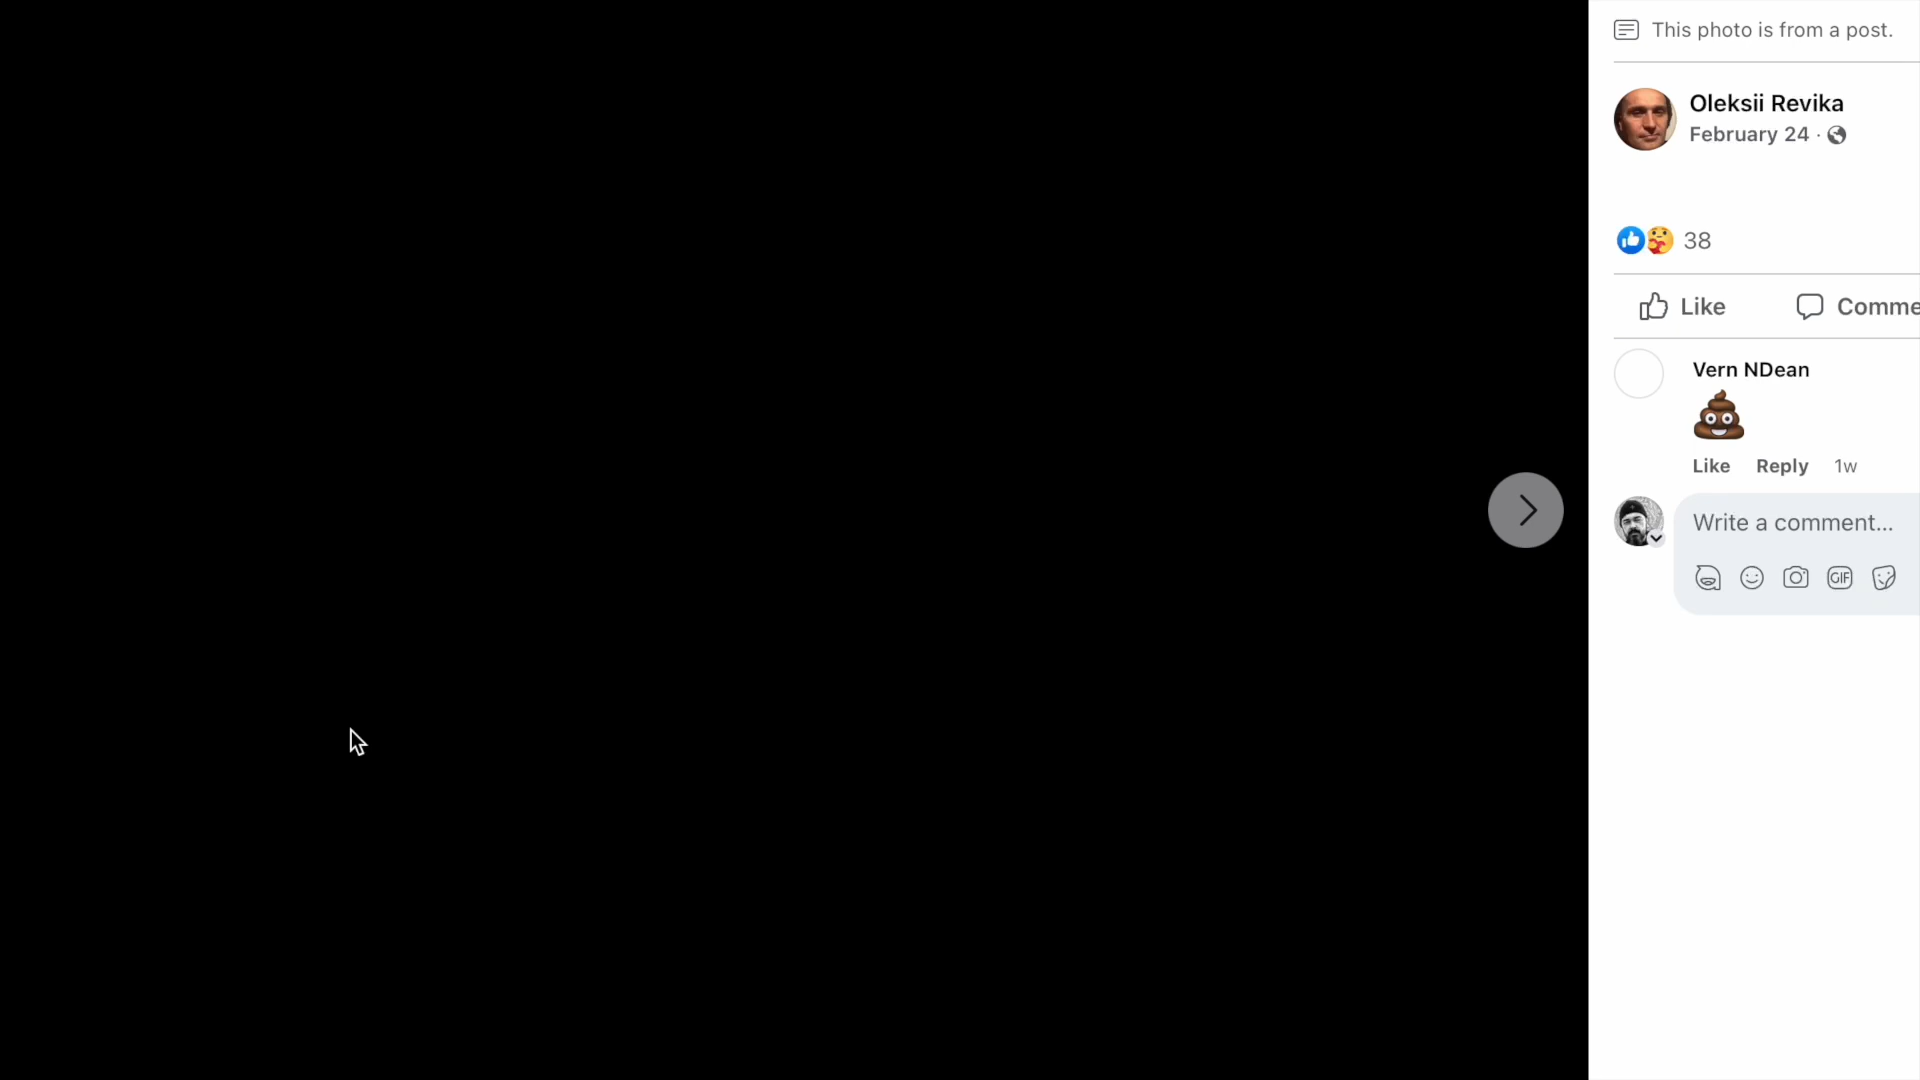 This photo is from a post.
Oleksii Revika
February 24 ·
38
Like Comme
Vern NDean
Like Reply 1w
Write a comment...
GIF